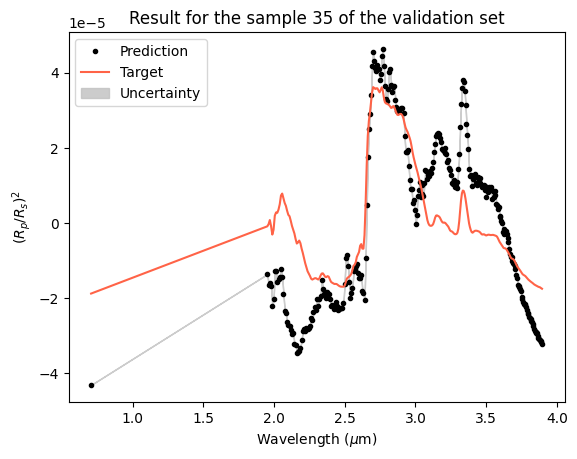 Result for the sample 35 of the validation set
1e−5
Prediction
Target
Uncertainty
4
2
0
−2
−4
(R_p/R_s)²
1.0 1.5 2.0 2.5 3.0 3.5 4.0
Wavelength (μm)